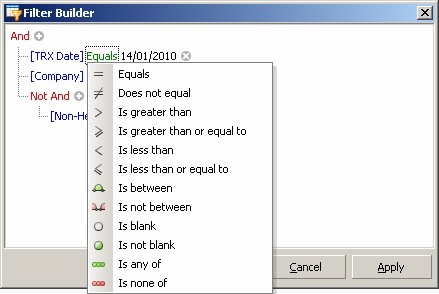 Filter Builder
And
[TRX Date] Equals 14/01/2010
[Company]
Not And
[Non-He
Equals
Does not equal
Is greater than
Is greater than or equal to
Is less than
Is less than or equal to
Is between
Is not between
Is blank
Is not blank
Is any of
Is none of
Cancel
Apply